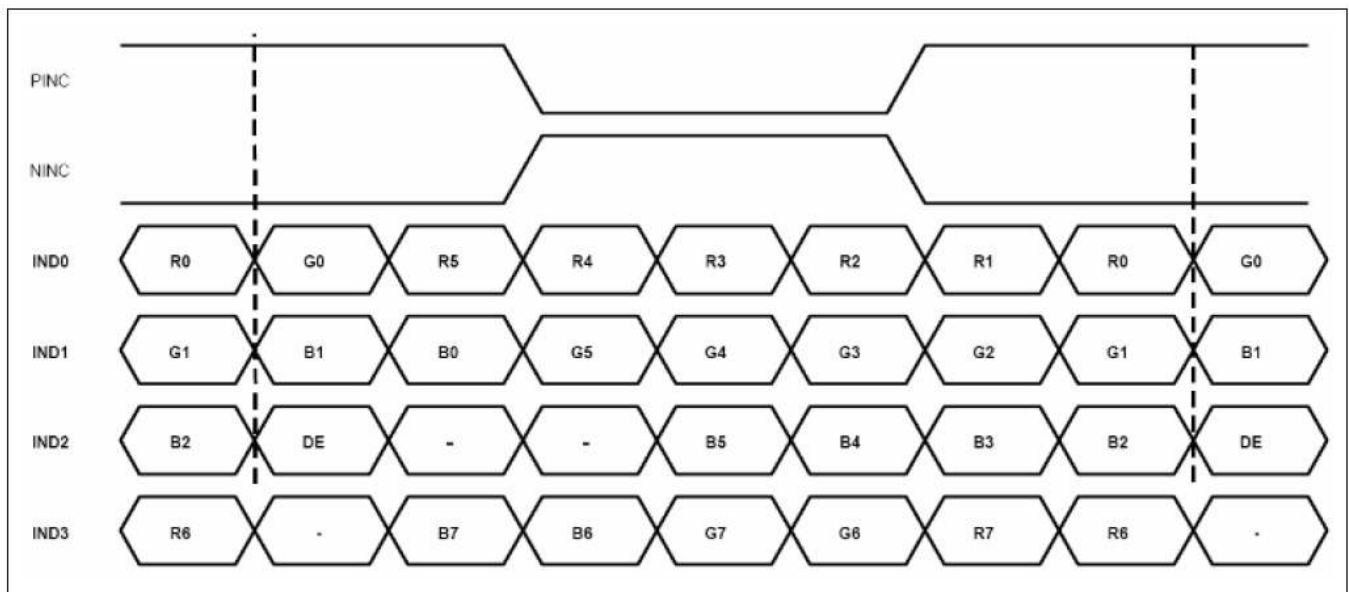 PINC
NINC
IND0 R0 G0 R5 R4 R3 R2 R1 R0 G0
IND1 G1 B1 B0 G5 G4 G3 G2 G1 B1
IND2 B2 DE - - B5 B4 B3 B2 DE
IND3 R6 - B7 B6 G7 G6 R7 R6 -